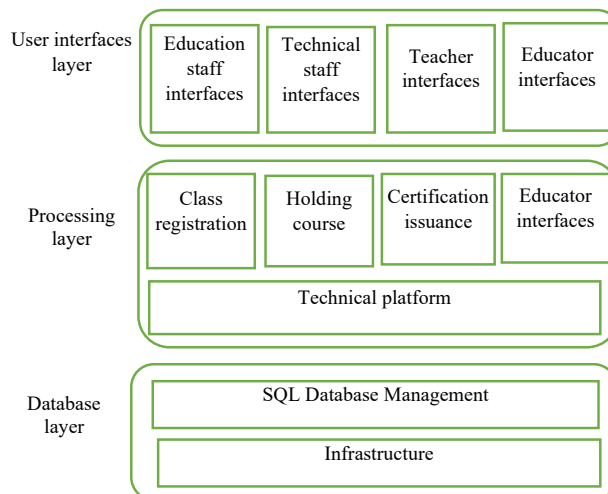 User interfaces
layer
Education
staff
interfaces
Technical
staff
interfaces
Teacher
interfaces
Educator
interfaces
Processing
layer
Class
registration
Holding
course
Certification
issuance
Educator
interfaces
Technical platform
Database
layer
SQL Database Management
Infrastructure